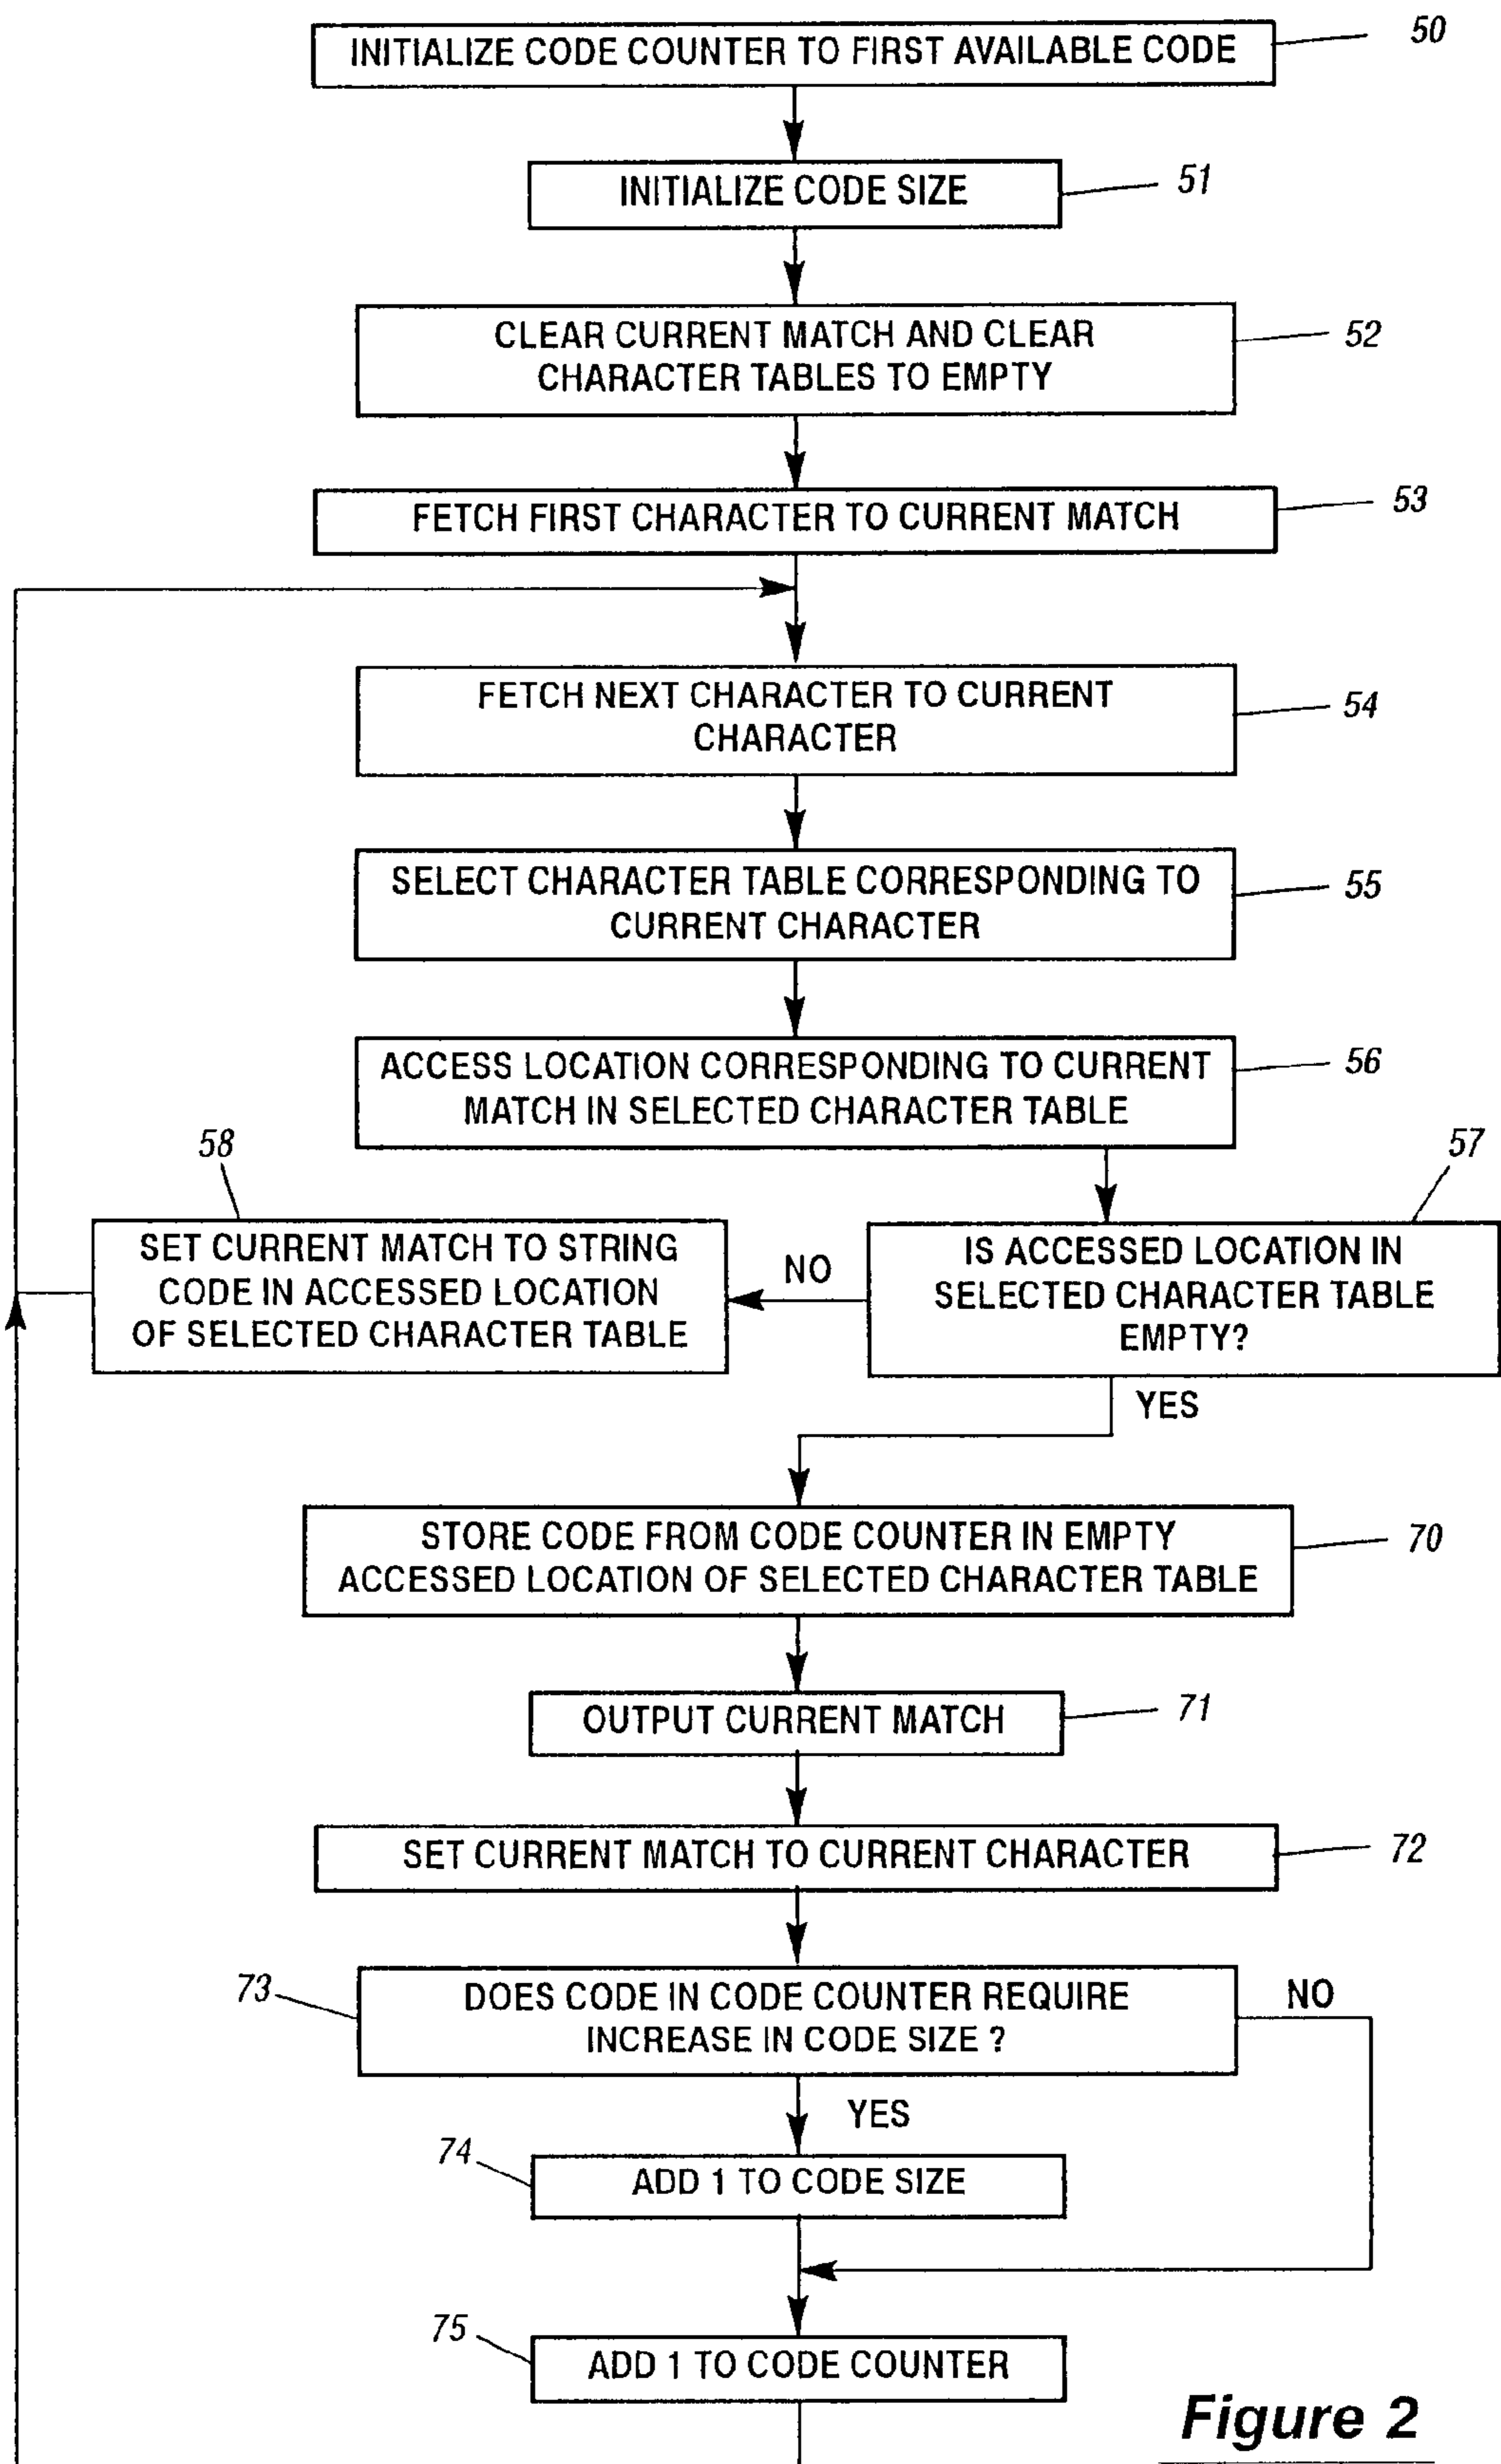 INITIALIZE CODE COUNTER TO FIRST AVAILABLE CODE
50
INITIALIZE CODE SIZE
51
CLEAR CURRENT MATCH AND CLEAR
CHARACTER TABLES TO EMPTY
52
FETCH FIRST CHARACTER TO CURRENT MATCH
53
FETCH NEXT CHARACTER TO CURRENT
CHARACTER
54
SELECT CHARACTER TABLE CORRESPONDING TO
CURRENT CHARACTER
55
ACCESS LOCATION CORRESPONDING TO CURRENT
MATCH IN SELECTED CHARACTER TABLE
56
58
SET CURRENT MATCH TO STRING
CODE IN ACCESSED LOCATION
OF SELECTED CHARACTER TABLE
NO
57
IS ACCESSED LOCATION IN
SELECTED CHARACTER TABLE
EMPTY?
YES
STORE CODE FROM CODE COUNTER IN EMPTY
ACCESSED LOCATION OF SELECTED CHARACTER TABLE
70
OUTPUT CURRENT MATCH
71
SET CURRENT MATCH TO CURRENT CHARACTER
72
73
DOES CODE IN CODE COUNTER REQUIRE
INCREASE IN CODE SIZE ?
NO
YES
74
ADD 1 TO CODE SIZE
75
ADD 1 TO CODE COUNTER
Figure 2